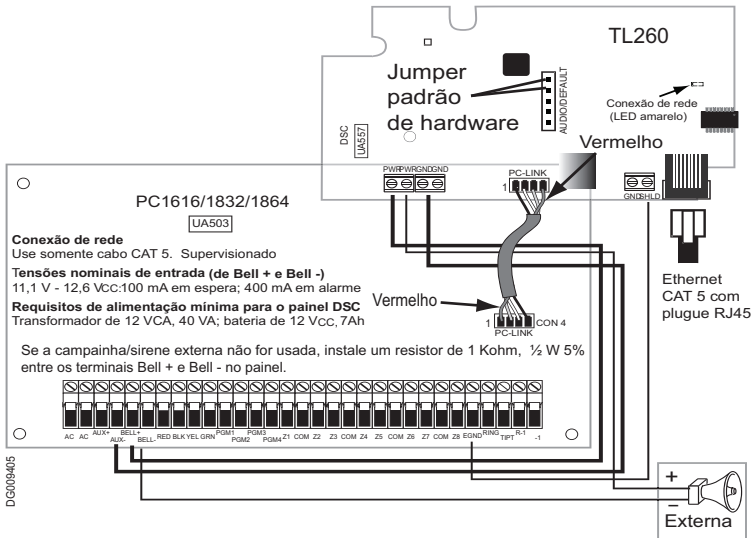 TL260
Jumper
padrão
de hardware
AUDIO/DEFAULT
Conexão de rede
(LED amarelo)
DSC
UA557
Vermelho
PWR PWR GND GND
PC-LINK
1
GND SHLD
PC1616/1832/1864
UA503
Conexão de rede
Use somente cabo CAT 5. Supervisionado
Tensões nominais de entrada (de Bell + e Bell -)
11,1 V - 12,6 VCC:100 mA em espera; 400 mA em alarme
Requisitos de alimentação mínima para o painel DSC
Transformador de 12 VCA, 40 VA; bateria de 12 VCC, 7Ah
Vermelho
1
CON 4
PC-LINK
Ethernet
CAT 5 com
plugue RJ45
Se a campainha/sirene externa não for usada, instale um resistor de 1 Kohm, ½ W 5%
entre os terminais Bell + e Bell - no painel.
AC AC AUX+ AUX- BELL+ BELL- RED BLK YEL GRN PGM1 PGM2 PGM3 PGM4 Z1 COM Z2 Z3 COM Z4 Z5 COM Z6 Z7 COM Z8 EGND RING TIPT R-1 -1
DG009405
+
–
Externa